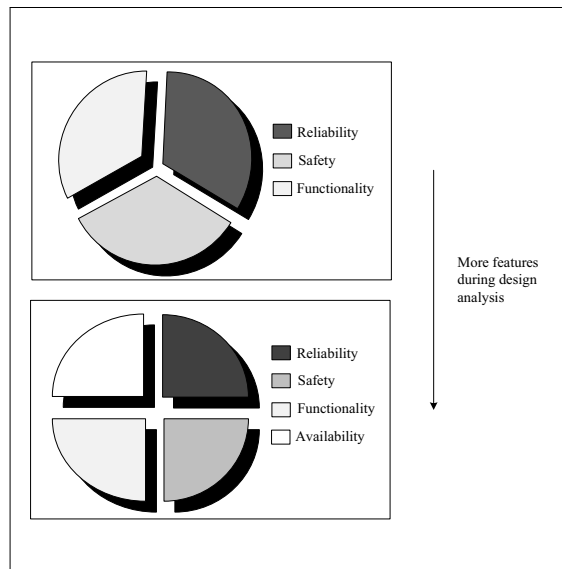 Reliability
Safety
Functionality
More features
during design
analysis
Reliability
Safety
Functionality
Availability